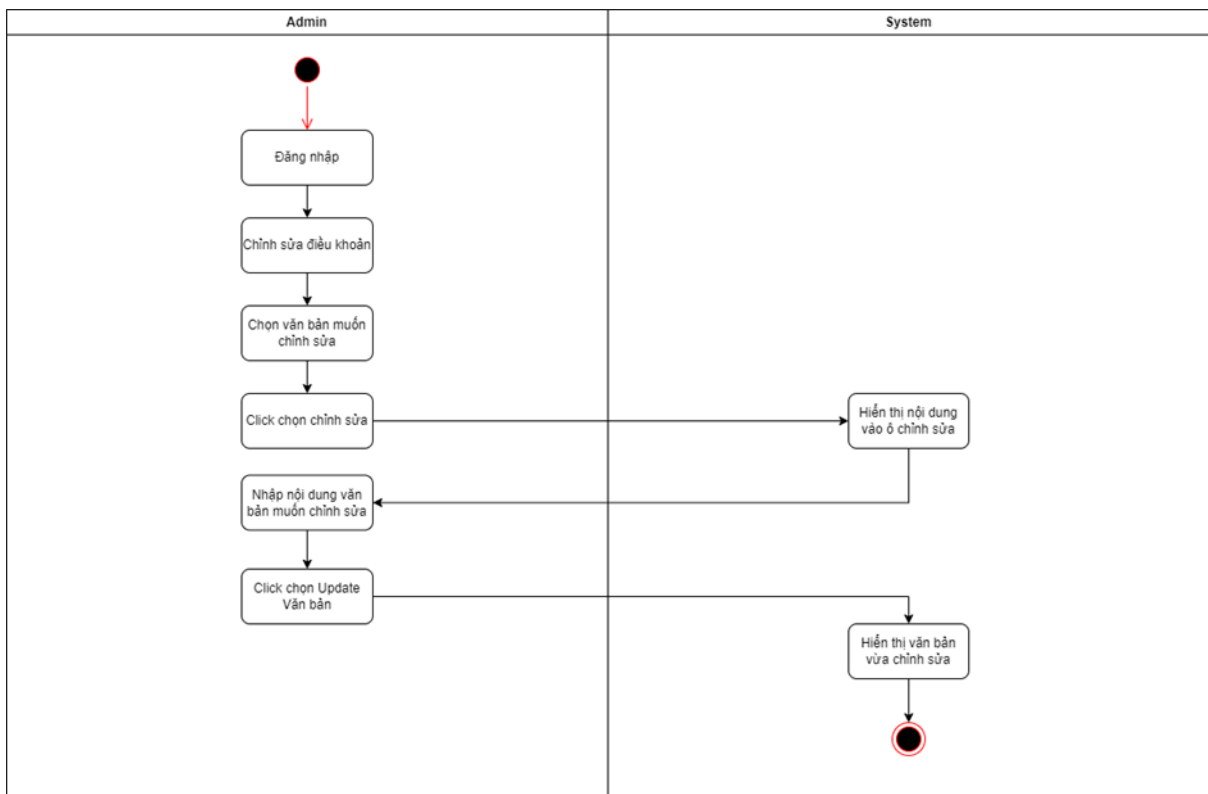 Admin
System
Đăng nhập
Chỉnh sửa điều khoản
Chọn văn bản muốn
chỉnh sửa
Click chọn chỉnh sửa
Hiển thị nội dung
vào ô chỉnh sửa
Nhập nội dung văn
bản muốn chỉnh sửa
Click chọn Update
Văn bản
Hiển thị văn bản
vừa chỉnh sửa